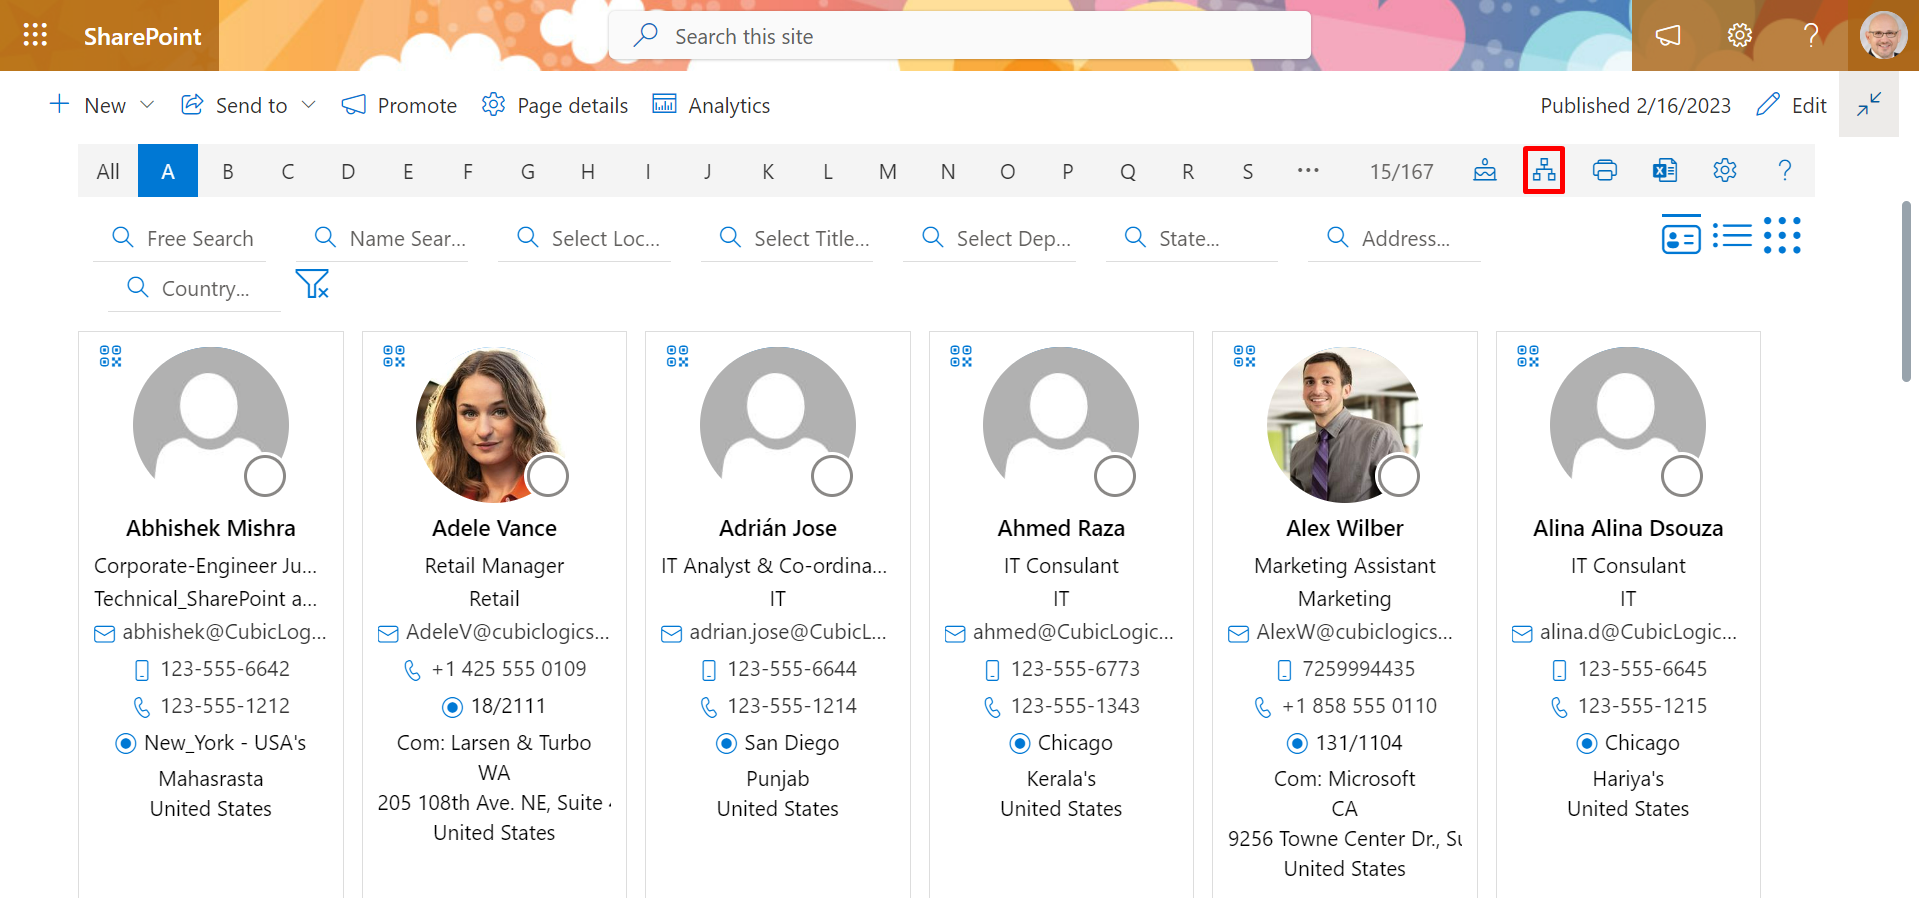 SharePoint
Search this site
?
New
Send to
Promote
Page details
Analytics
Published 2/16/2023
Edit
All A B C D E F G H I J K L M N O P Q R S ... 15/167 ?
Free Search
Name Sear...
Select Loc...
Select Title...
Select Dep...
State...
Address...
Country...
Abhishek Mishra
Corporate-Engineer Ju...
Technical_SharePoint a...
abhishek@CubicLog...
123-555-6642
123-555-1212
New_York - USA's
Mahasrasta
United States
Adele Vance
Retail Manager
Retail
AdeleV@cubiclogics...
+1 425 555 0109
18/2111
Com: Larsen & Turbo
WA
205 108th Ave. NE, Suite
United States
Adrián Jose
IT Analyst & Co-ordina...
IT
adrian.jose@CubicL...
123-555-6644
123-555-1214
San Diego
Punjab
United States
Ahmed Raza
IT Consulant
IT
ahmed@CubicLogic...
123-555-6773
123-555-1343
Chicago
Kerala's
United States
Alex Wilber
Marketing Assistant
Marketing
AlexW@cubiclogics...
7259994435
+1 858 555 0110
131/1104
Com: Microsoft
CA
9256 Towne Center Dr.,
United States
Alina Alina Dsouza
IT Consulant
IT
alina.d@CubicLogic...
123-555-6645
123-555-1215
Chicago
Hariya's
United States